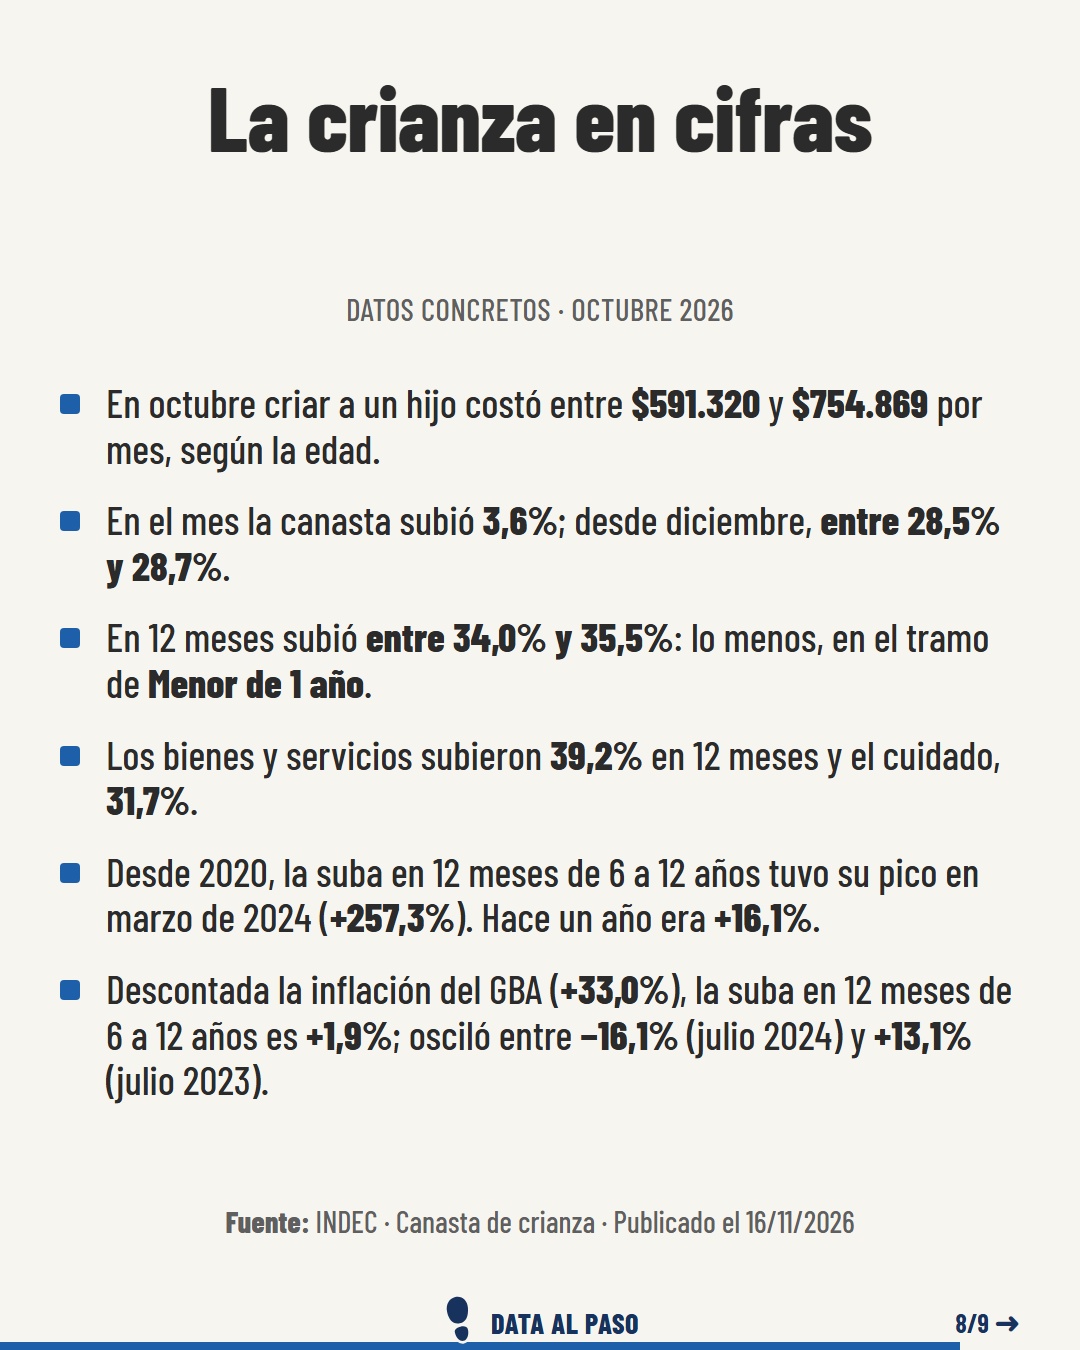 La crianza en cifras
DATOS CONCRETOS · OCTUBRE 2026
En octubre criar a un hijo costó entre $591.320 y $754.869 por
mes, según la edad.
En el mes la canasta subió 3,6%; desde diciembre, entre 28,5%
y 28,7%.
En 12 meses subió entre 34,0% y 35,5%: lo menos, en el tramo
de Menor de 1 año.
Los bienes y servicios subieron 39,2% en 12 meses y el cuidado,
31,7%.
Desde 2020, la suba en 12 meses de 6 a 12 años tuvo su pico en
marzo de 2024 (+257,3%). Hace un año era +16,1%.
Descontada la inflación del GBA (+33,0%), la suba en 12 meses de
6 a 12 años es +1,9%; osciló entre −16,1% (julio 2024) y +13,1%
(julio 2023).
Fuente: INDEC · Canasta de crianza · Publicado el 16/11/2026
DATA AL PASO
8/9 →